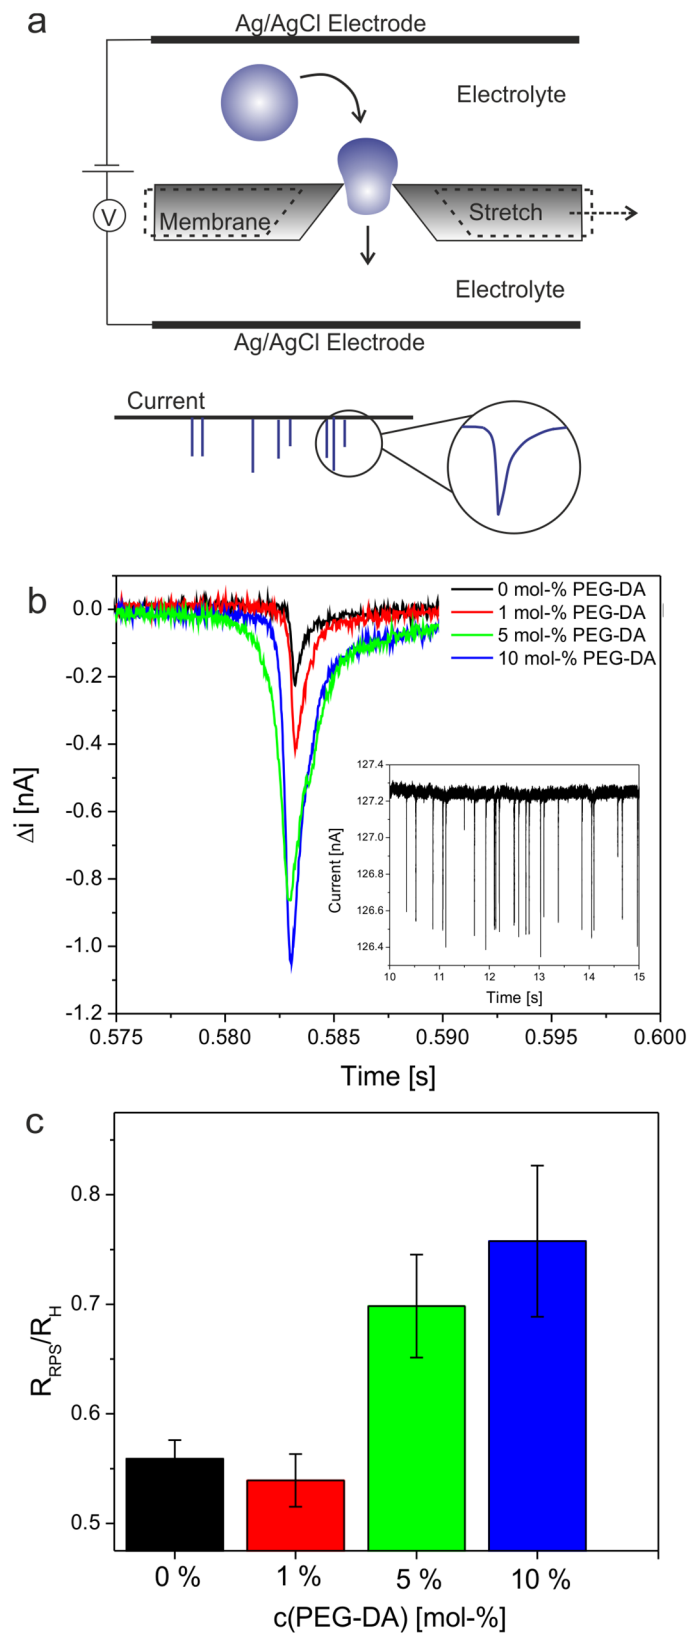 a
Ag/AgCl Electrode
Electrolyte
V
Membrane
Stretch
Electrolyte
Ag/AgCl Electrode
Current
b
0 mol-% PEG-DA
1 mol-% PEG-DA
5 mol-% PEG-DA
10 mol-% PEG-DA
0.0
-0.2
-0.4
-0.6
-0.8
-1.0
-1.2
Δi [nA]
127.4
127.2
127.0
126.8
126.6
126.4
Current [nA]
10 11 12 13 14 15
Time [s]
0.575 0.580 0.585 0.590 0.595 0.600
Time [s]
c
0.8
0.7
0.6
0.5
R_RPS/R_H
0 % 1 % 5 % 10 %
c(PEG-DA) [mol-%]